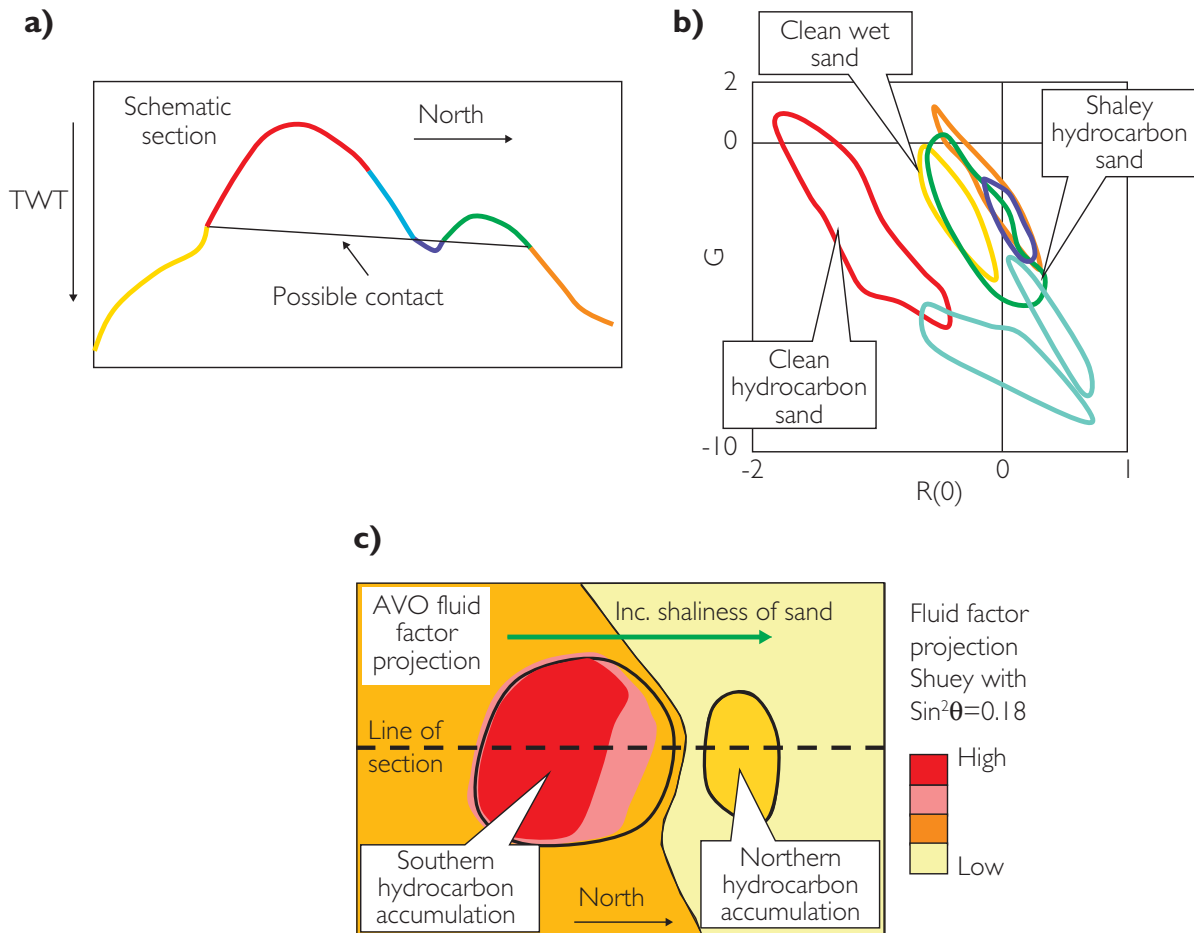 a)
Schematic
section
North
TWT
Possible contact
b)
Clean wet
sand
Shaley
hydrocarbon
sand
2
0
G
Clean
hydrocarbon
sand
-10
-2
0
1
R(0)
c)
AVO fluid
factor
projection
Inc. shaliness of sand
Line of
section
Southern
hydrocarbon
accumulation
North
Northern
hydrocarbon
accumulation
Fluid factor
projection
Shuey with
Sin²θ=0.18
High
Low